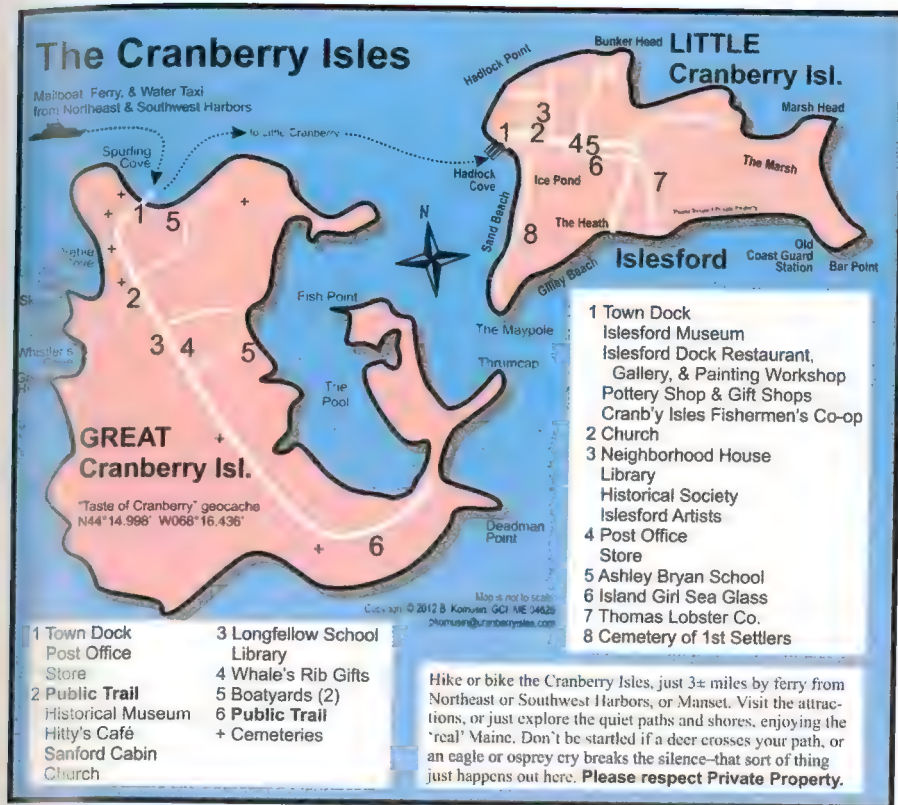 The Cranberry Isles
Mailboat Ferry, & Water Taxi
from Northeast & Southwest Harbors
to Little Cranberry
Spurling
Cove
1
5
2
3
4
5
6
Whistler's
Fish Point
The
Pool
Thrumcap
Deadman
Point
N
GREAT
Cranberry Isl.
"Taste of Cranberry" geocache
N44°14.998' W068°16.436'
LITTLE
Cranberry Isl.
Hadlock Point
Bunker Head
Marsh Head
The Marsh
3
1
2
45
6
7
8
Hadlock
Cove
Ice Pond
Sand Beach
The Heath
Gilley Beach
Islesford
Old
Coast Guard
Station
Bar Point
The Maypole
Map is not to scale
Copyright © 2012 B. Komusin, GCI, ME 04625
1 Town Dock
Islesford Museum
Islesford Dock Restaurant,
Gallery, & Painting Workshop
Pottery Shop & Gift Shops
Cranb'y Isles Fishermen's Co-op
2 Church
3 Neighborhood House
Library
Historical Society
Islesford Artists
4 Post Office
Store
5 Ashley Bryan School
6 Island Girl Sea Glass
7 Thomas Lobster Co.
8 Cemetery of 1st Settlers
1 Town Dock
Post Office
Store
2 Public Trail
Historical Museum
Hitty's Café
Sanford Cabin
Church
3 Longfellow School
Library
4 Whale's Rib Gifts
5 Boatyards (2)
6 Public Trail
+ Cemeteries
Hike or bike the Cranberry Isles, just 3± miles by ferry from
Northeast or Southwest Harbors, or Manset. Visit the attrac-
tions, or just explore the quiet paths and shores, enjoying the
'real' Maine. Don't be startled if a deer crosses your path, or
an eagle or osprey cry breaks the silence–that sort of thing
just happens out here. Please respect Private Property.